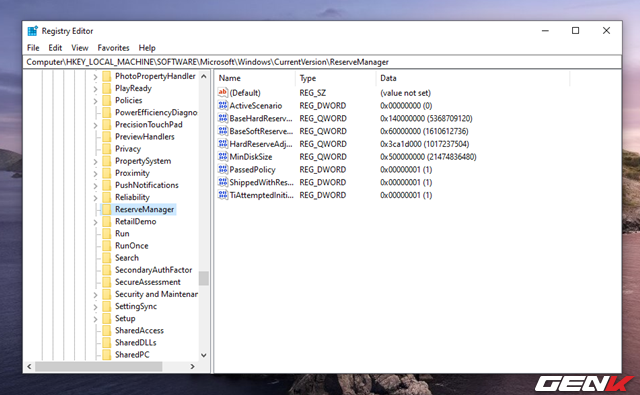 Registry Editor
File Edit View Favorites Help
Computer\HKEY_LOCAL_MACHINE\SOFTWARE\Microsoft\Windows\CurrentVersion\ReserveManager
PhotoPropertyHandler
PlayReady
Policies
PowerEfficiencyDiagno
PrecisionTouchPad
PreviewHandlers
Privacy
PropertySystem
Proximity
PushNotifications
Reliability
ReserveManager
RetailDemo
Run
RunOnce
Search
SecondaryAuthFactor
SecureAssessment
Security and Maintenan
SettingSync
Setup
SharedAccess
SharedDLLs
SharedPC
Name Type Data
(Default) REG_SZ (value not set)
ActiveScenario REG_DWORD 0x00000000 (0)
BaseHardReserv... REG_QWORD 0x140000000 (5368709120)
BaseSoftReserve... REG_QWORD 0x60000000 (1610612736)
HardReserveAdj... REG_QWORD 0x3ca1d000 (1017237504)
MinDiskSize REG_QWORD 0x500000000 (21474836480)
PassedPolicy REG_DWORD 0x00000001 (1)
ShippedWithRes... REG_DWORD 0x00000001 (1)
TiAttemptedIniti... REG_DWORD 0x00000001 (1)
GENK